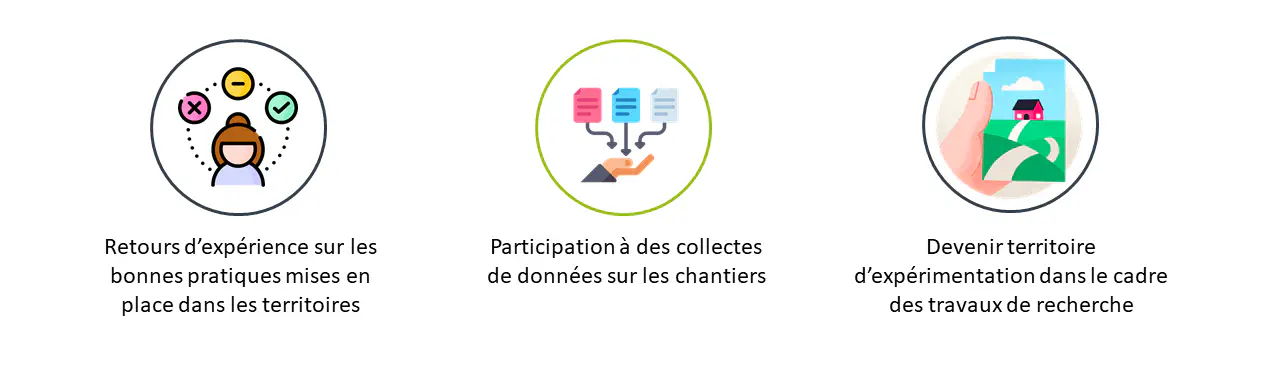 Retours d’expérience sur les
bonnes pratiques mises en
place dans les territoires
Participation à des collectes
de données sur les chantiers
Devenir territoire
d’expérimentation dans le cadre
des travaux de recherche